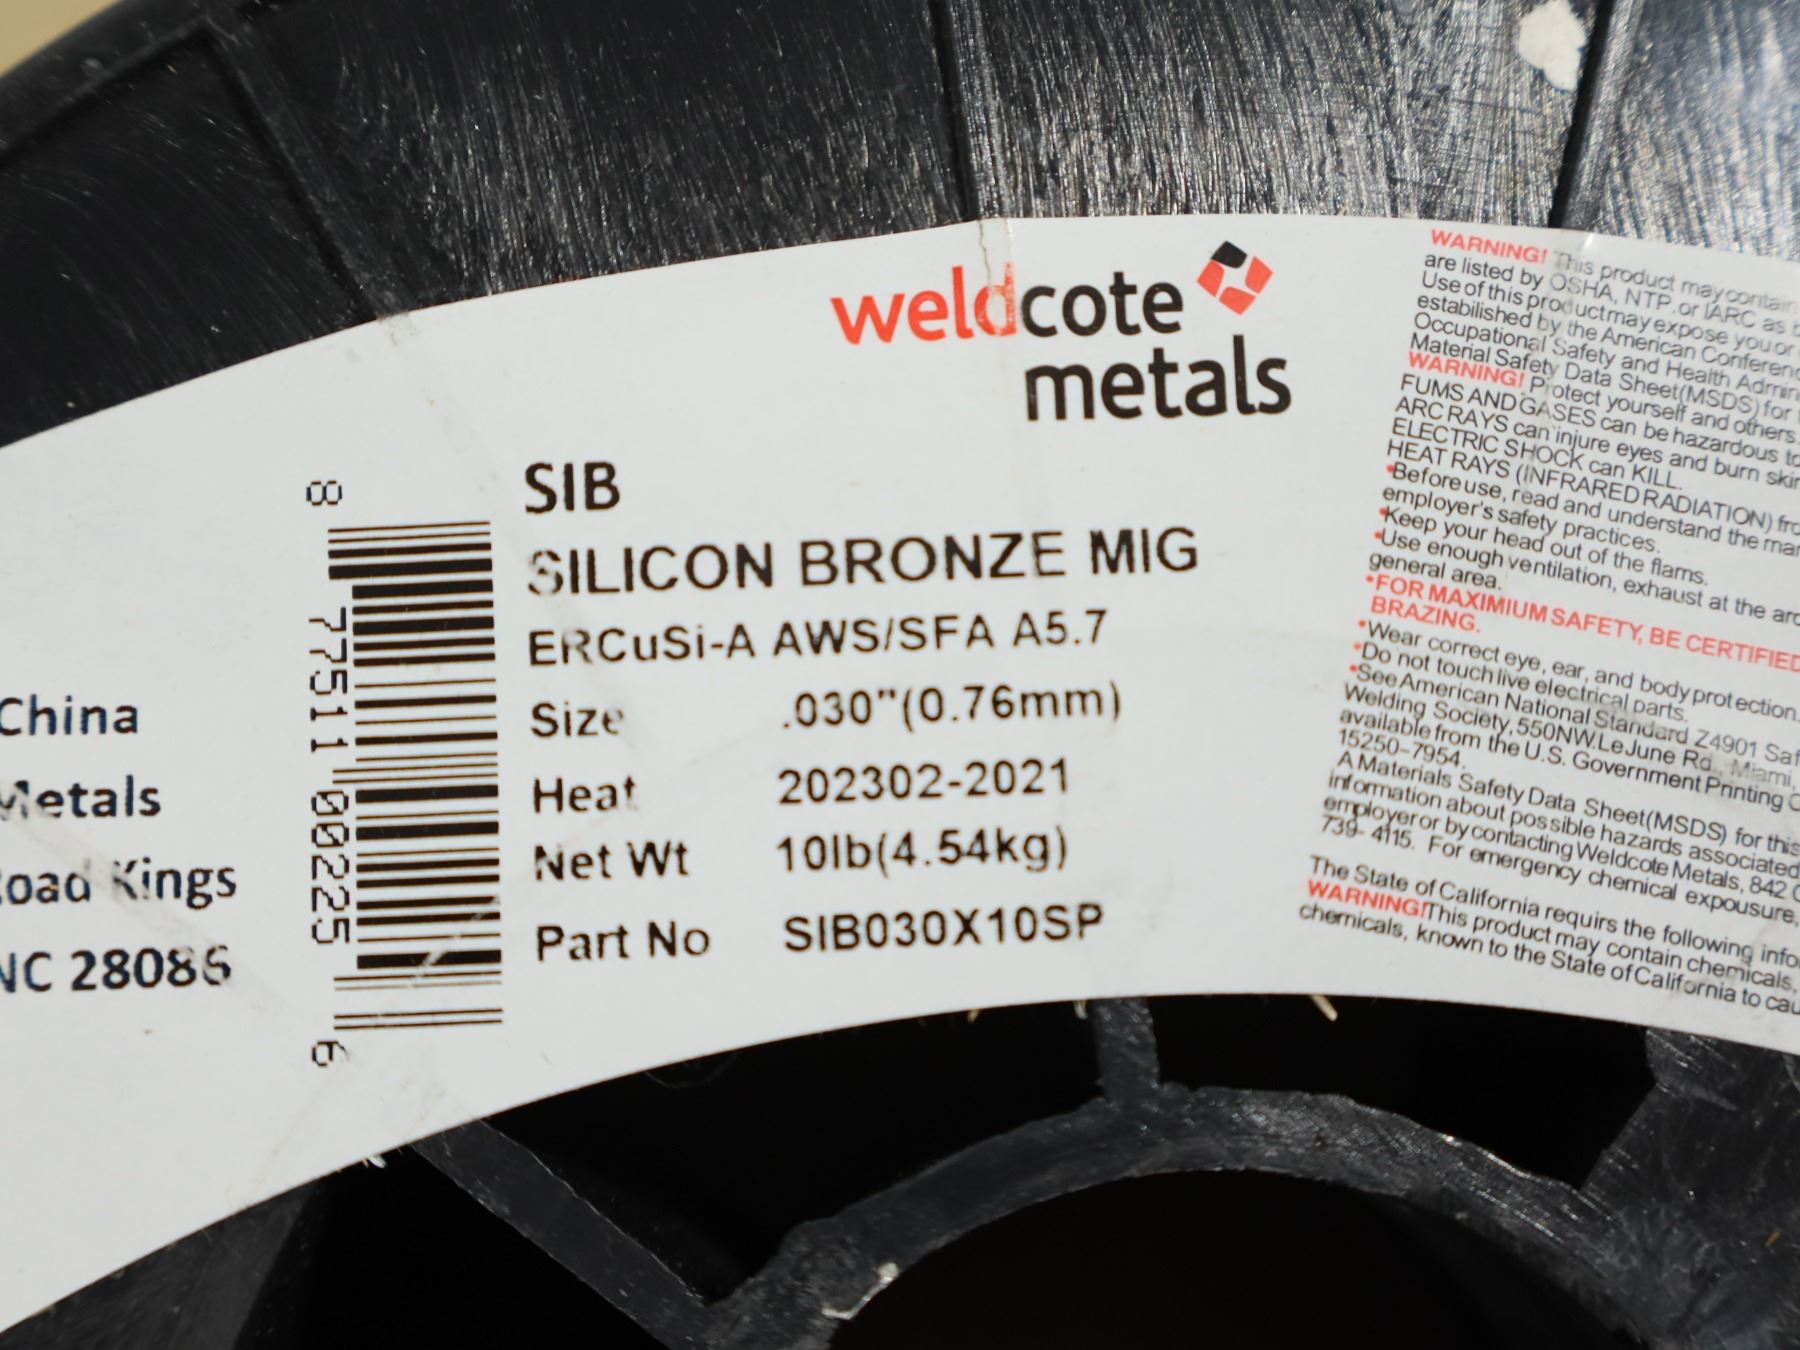 weldcote
metals
SIB
SILICON BRONZE MIG
ERCuSi-A AWS/SFA A5.7
Size .030"(0.76mm)
Heat 202302-2021
Net Wt 10lb(4.54kg)
Part No SIB030X10SP
8 77511 00225 6
China
Metals
Road Kings
NC 28086
WARNING! This product may contain
are listed by OSHA, NTP. or IARC as
Use of this product may expose you or
estabilished by the American Conference
Occupational Safety and Health Admin
Material Safety Data Sheet(MSDS) for
WARNING! Protect yourself and others.
FUMS AND GASES can be hazardous to
ARC RAYS can injure eyes and burn skin
ELECTRIC SHOCK can KILL.
HEAT RAYS (INFRARED RADIATION) fro
•Before use, read and understand the man
employer's safety practices.
•Keep your head out of the flams.
•Use enough ventilation, exhaust at the arc
general area.
•FOR MAXIMIUM SAFETY, BE CERTIFIED
BRAZING.
•Wear correct eye, ear, and body protection.
•Do not touch live electrical parts.
•See American National Standard Z4901 Saf
Welding Society, 550NW.LeJune Rd., Miami,
available from the U.S. Government Printing O
15250-7954.
A Materials Safety Data Sheet(MSDS) for this
information about possible hazards associated
employer or by contacting Weldcote Metals, 842
739- 4115. For emergency chemical expousure,
The State of California requirs the following info
WARNING!This product may contain chemicals,
chemicals, known to the State of California to cau